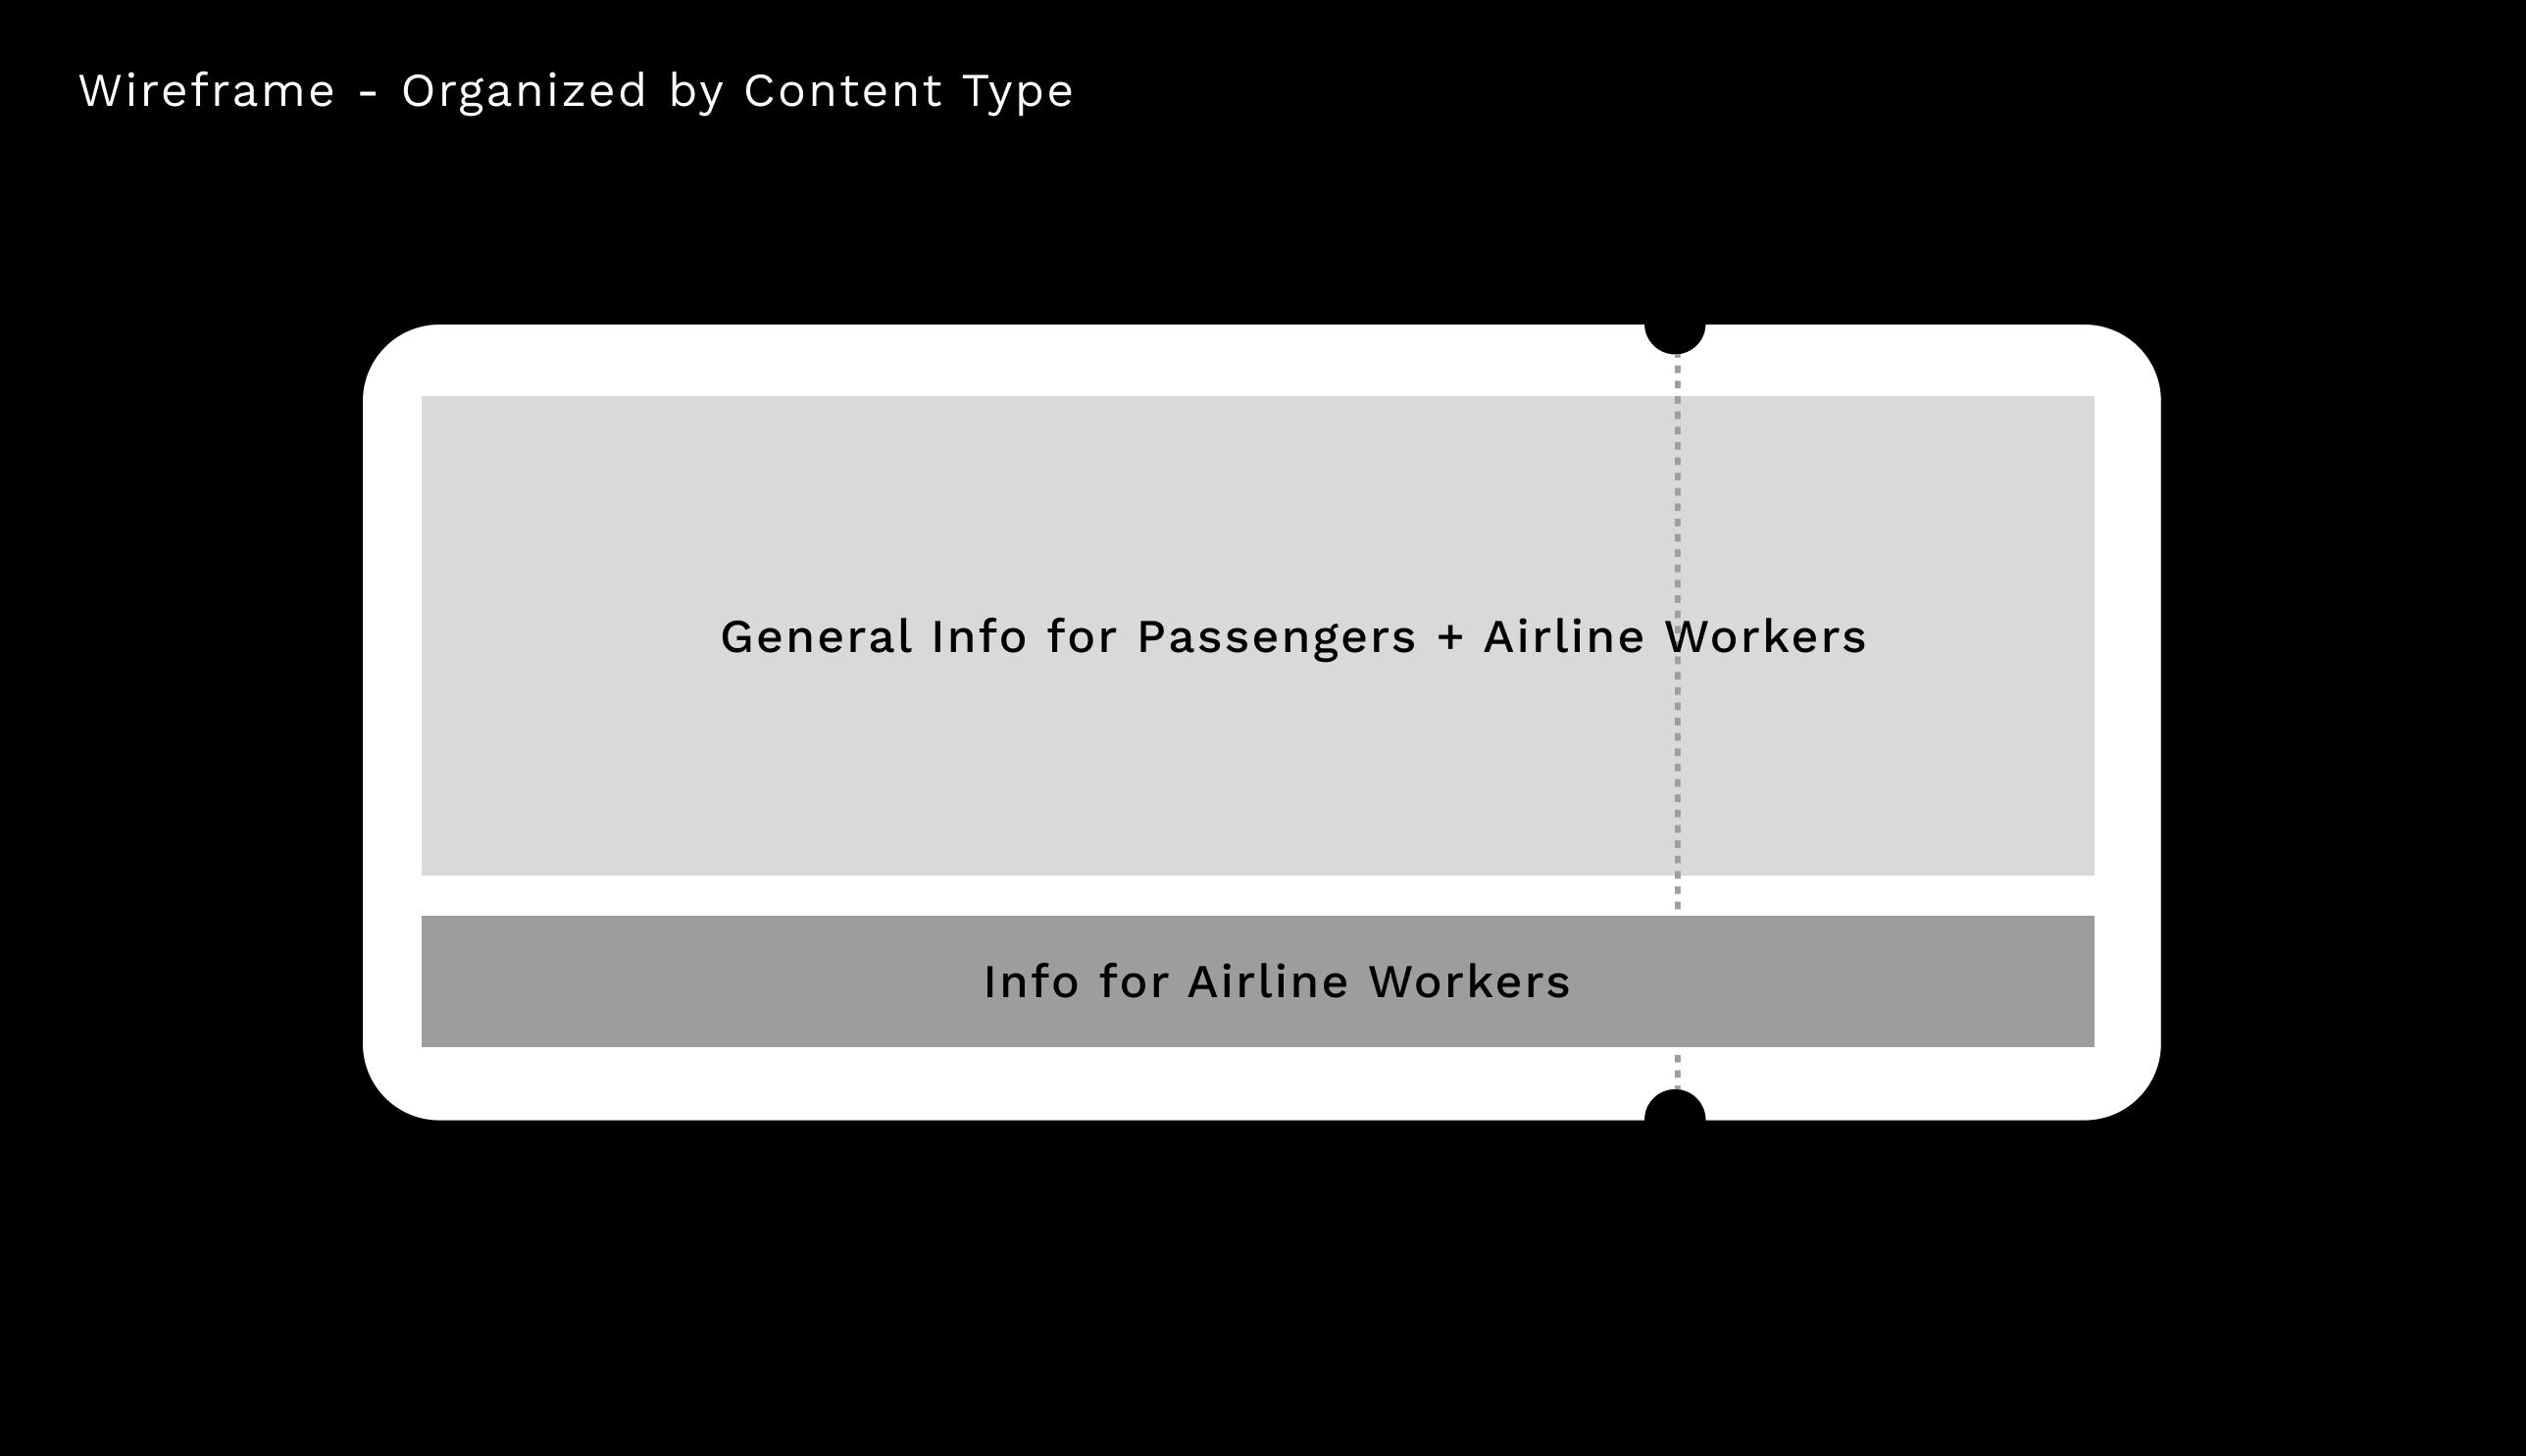 Wireframe - Organized by Content Type
General Info for Passengers + Airline Workers
Info for Airline Workers